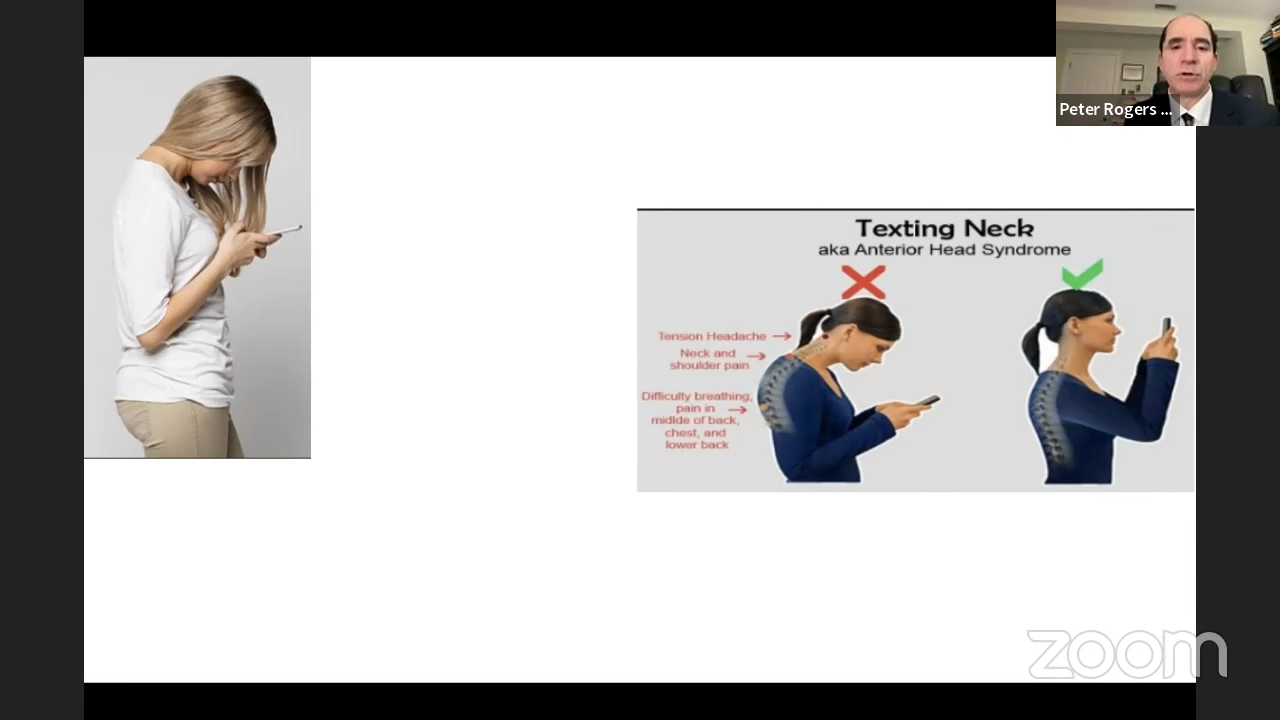 Peter Rogers ...
Texting Neck
aka Anterior Head Syndrome
Tension Headache
Neck and
shoulder pain
Difficulty breathing,
pain in
midlde of back,
chest, and
lower back
zoom